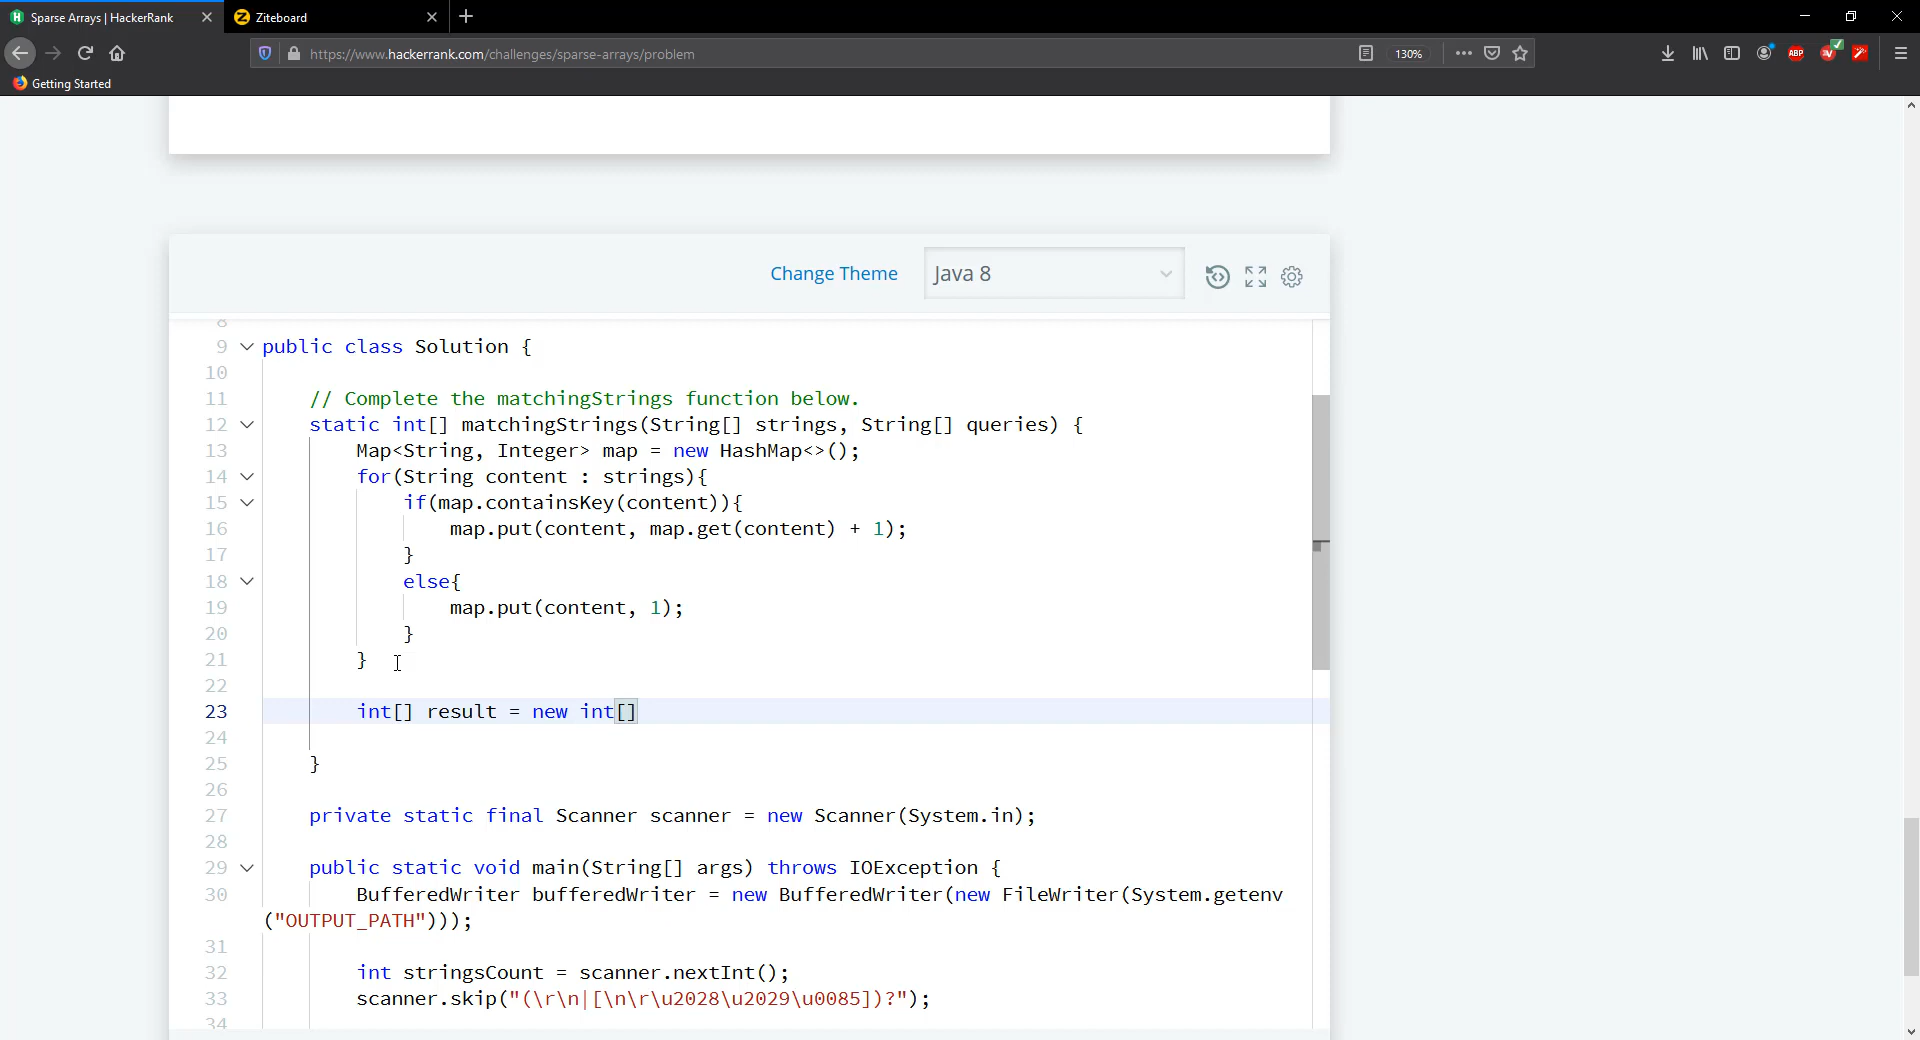 Sparse Arrays | HackerRank
Ziteboard
https://www.hackerrank.com/challenges/sparse-arrays/problem
130%
ABP
Getting Started
Change Theme
Java 8
8
9 public class Solution {
10
11 // Complete the matchingStrings function below.
12 static int[] matchingStrings(String[] strings, String[] queries) {
13 Map<String, Integer> map = new HashMap<>();
14 for(String content : strings){
15 if(map.containsKey(content)){
16 map.put(content, map.get(content) + 1);
17 }
18 else{
19 map.put(content, 1);
20 }
21 }
22
23 int[] result = new int[]
24
25 }
26
27 private static final Scanner scanner = new Scanner(System.in);
28
29 public static void main(String[] args) throws IOException {
30 BufferedWriter bufferedWriter = new BufferedWriter(new FileWriter(System.getenv
("OUTPUT_PATH")));
31
32 int stringsCount = scanner.nextInt();
33 scanner.skip("(\r\n|[\n\r\u2028\u2029\u0085])?");
34